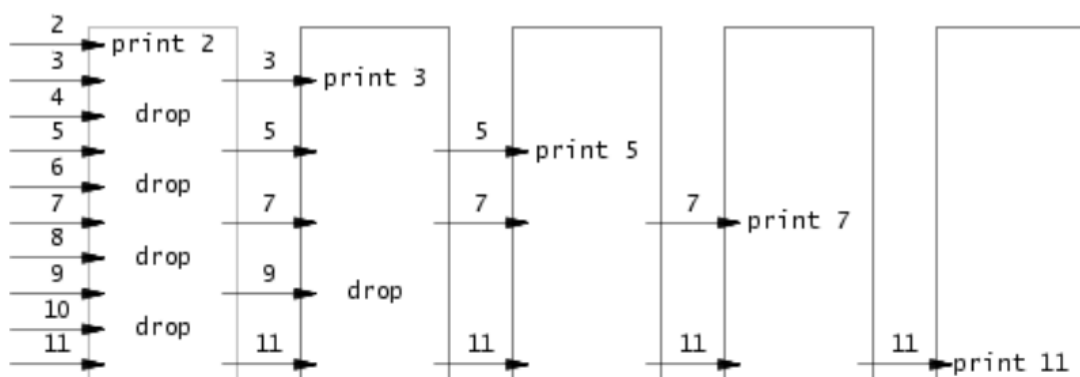 2 print 2
3 3 print 3
4 drop
5 5 5 print 5
6 drop
7 7 7 7 print 7
8 drop
9 9 drop
10 drop
11 11 11 11 11 print 11